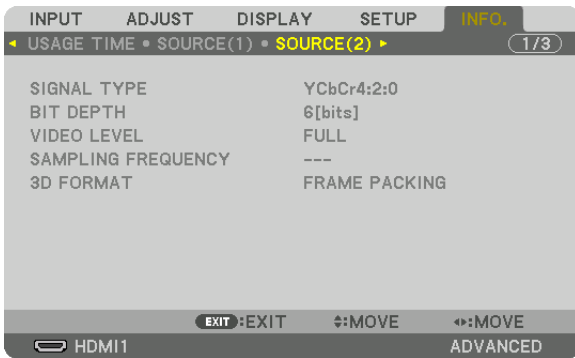 INPUT ADJUST DISPLAY SETUP INFO.
USAGE TIME • SOURCE(1) • SOURCE(2) 1/3
SIGNAL TYPE YCbCr4:2:0
BIT DEPTH 6[bits]
VIDEO LEVEL FULL
SAMPLING FREQUENCY ---
3D FORMAT FRAME PACKING
EXIT :EXIT :MOVE :MOVE
HDMI1 ADVANCED